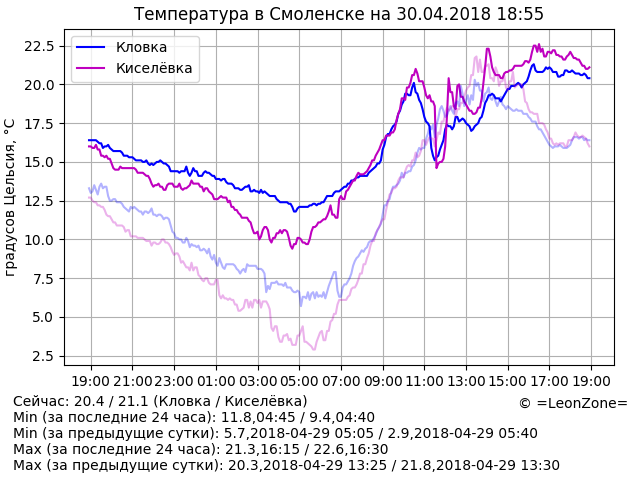 Температура в Смоленске на 30.04.2018 18:55
Кловка
Киселёвка
градусов Цельсия, °C
22.5
20.0
17.5
15.0
12.5
10.0
7.5
5.0
2.5
19:00 21:00 23:00 01:00 03:00 05:00 07:00 09:00 11:00 13:00 15:00 17:00 19:00
Сейчас: 20.4 / 21.1 (Кловка / Киселёвка)
© =LeonZone=
Min (за последние 24 часа): 11.8,04:45 / 9.4,04:40
Min (за предыдущие сутки): 5.7,2018-04-29 05:05 / 2.9,2018-04-29 05:40
Max (за последние 24 часа): 21.3,16:15 / 22.6,16:30
Max (за предыдущие сутки): 20.3,2018-04-29 13:25 / 21.8,2018-04-29 13:30